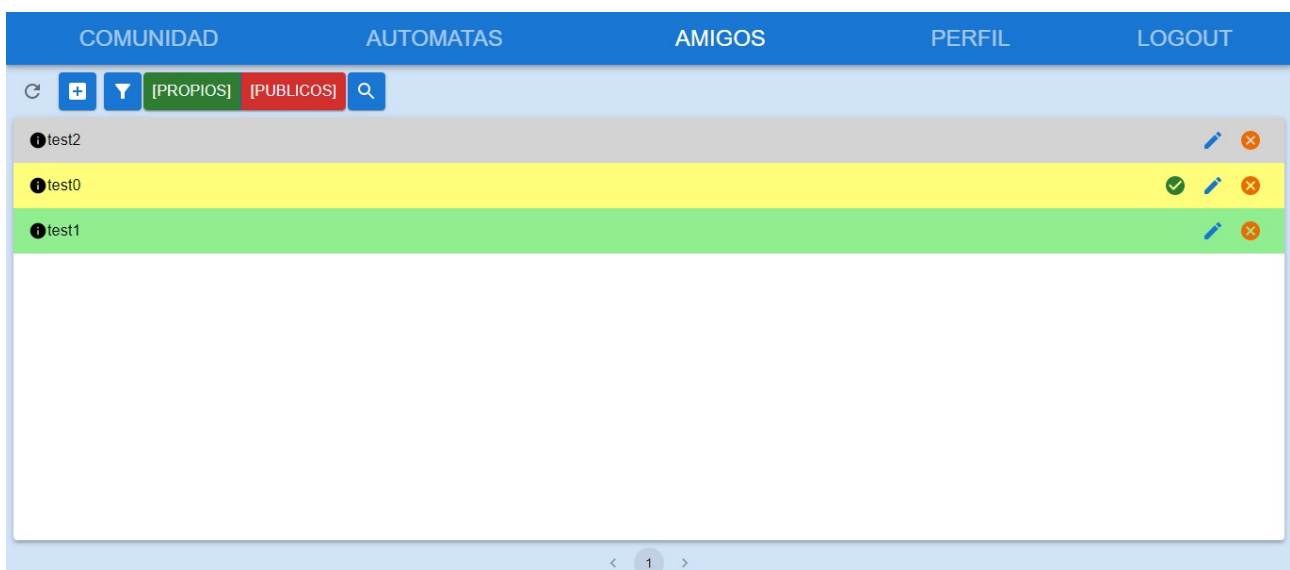 COMUNIDAD AUTOMATAS AMIGOS PERFIL LOGOUT
[PROPIOS] [PUBLICOS]
test2
test0
test1
1